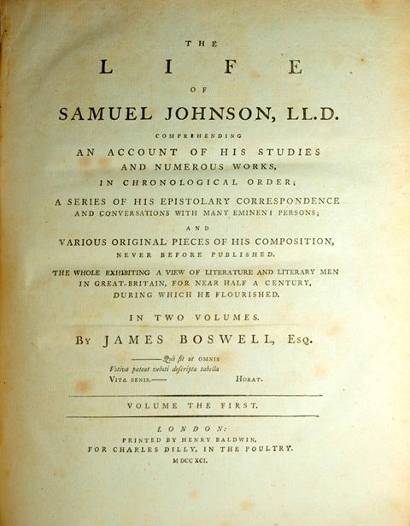 THE
LIFE
OF
SAMUEL JOHNSON, LL.D.
COMPREHENDING
AN ACCOUNT OF HIS STUDIES
AND NUMEROUS WORKS,
IN CHRONOLOGICAL ORDER;
A SERIES OF HIS EPISTOLARY CORRESPONDENCE
AND CONVERSATIONS WITH MANY EMINENT PERSONS;
AND
VARIOUS ORIGINAL PIECES OF HIS COMPOSITION,
NEVER BEFORE PUBLISHED.
THE WHOLE EXHIBITING A VIEW OF LITERATURE AND LITERARY MEN
IN GREAT-BRITAIN, FOR NEAR HALF A CENTURY,
DURING WHICH HE FLOURISHED.
IN TWO VOLUMES.
BY JAMES BOSWELL, ESQ.
———Quò fit ut OMNIS
Votiva pateat veluti descripta tabella
VITA SENIS.—— HORAT.
VOLUME THE FIRST.
LONDON:
PRINTED BY HENRY BALDWIN,
FOR CHARLES DILLY, IN THE POULTRY.
M DCC XCI.